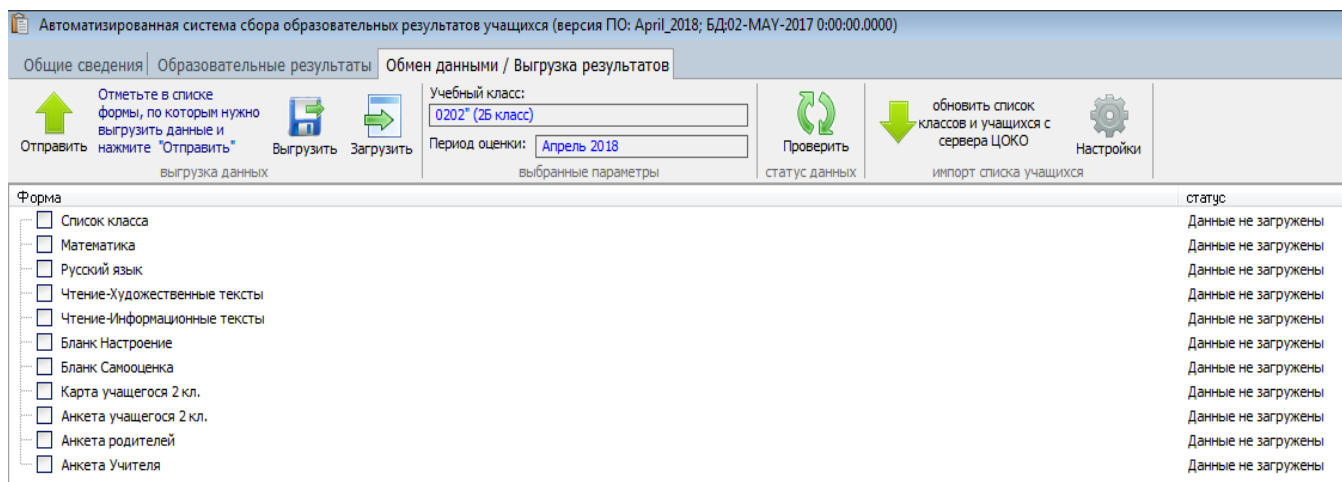 Автоматизированная система сбора образовательных результатов учащихся (версия ПО: April_2018; БД:02-MAY-2017 0:00:00.0000)
Общие сведения Образовательные результаты Обмен данными / Выгрузка результатов
Отметьте в списке
формы, по которым нужно
выгрузить данные и
нажмите "Отправить"
Отправить
Выгрузить
Загрузить
выгрузка данных
Учебный класс:
0202" (2Б класс)
Период оценки: Апрель 2018
выбранные параметры
Проверить
статус данных
обновить список
классов и учащихся с
сервера ЦОКО
Настройки
импорт списка учащихся
Форма статус
Список класса Данные не загружены
Математика Данные не загружены
Русский язык Данные не загружены
Чтение-Художественные тексты Данные не загружены
Чтение-Информационные тексты Данные не загружены
Бланк Настроение Данные не загружены
Бланк Самооценка Данные не загружены
Карта учащегося 2 кл. Данные не загружены
Анкета учащегося 2 кл. Данные не загружены
Анкета родителей Данные не загружены
Анкета Учителя Данные не загружены